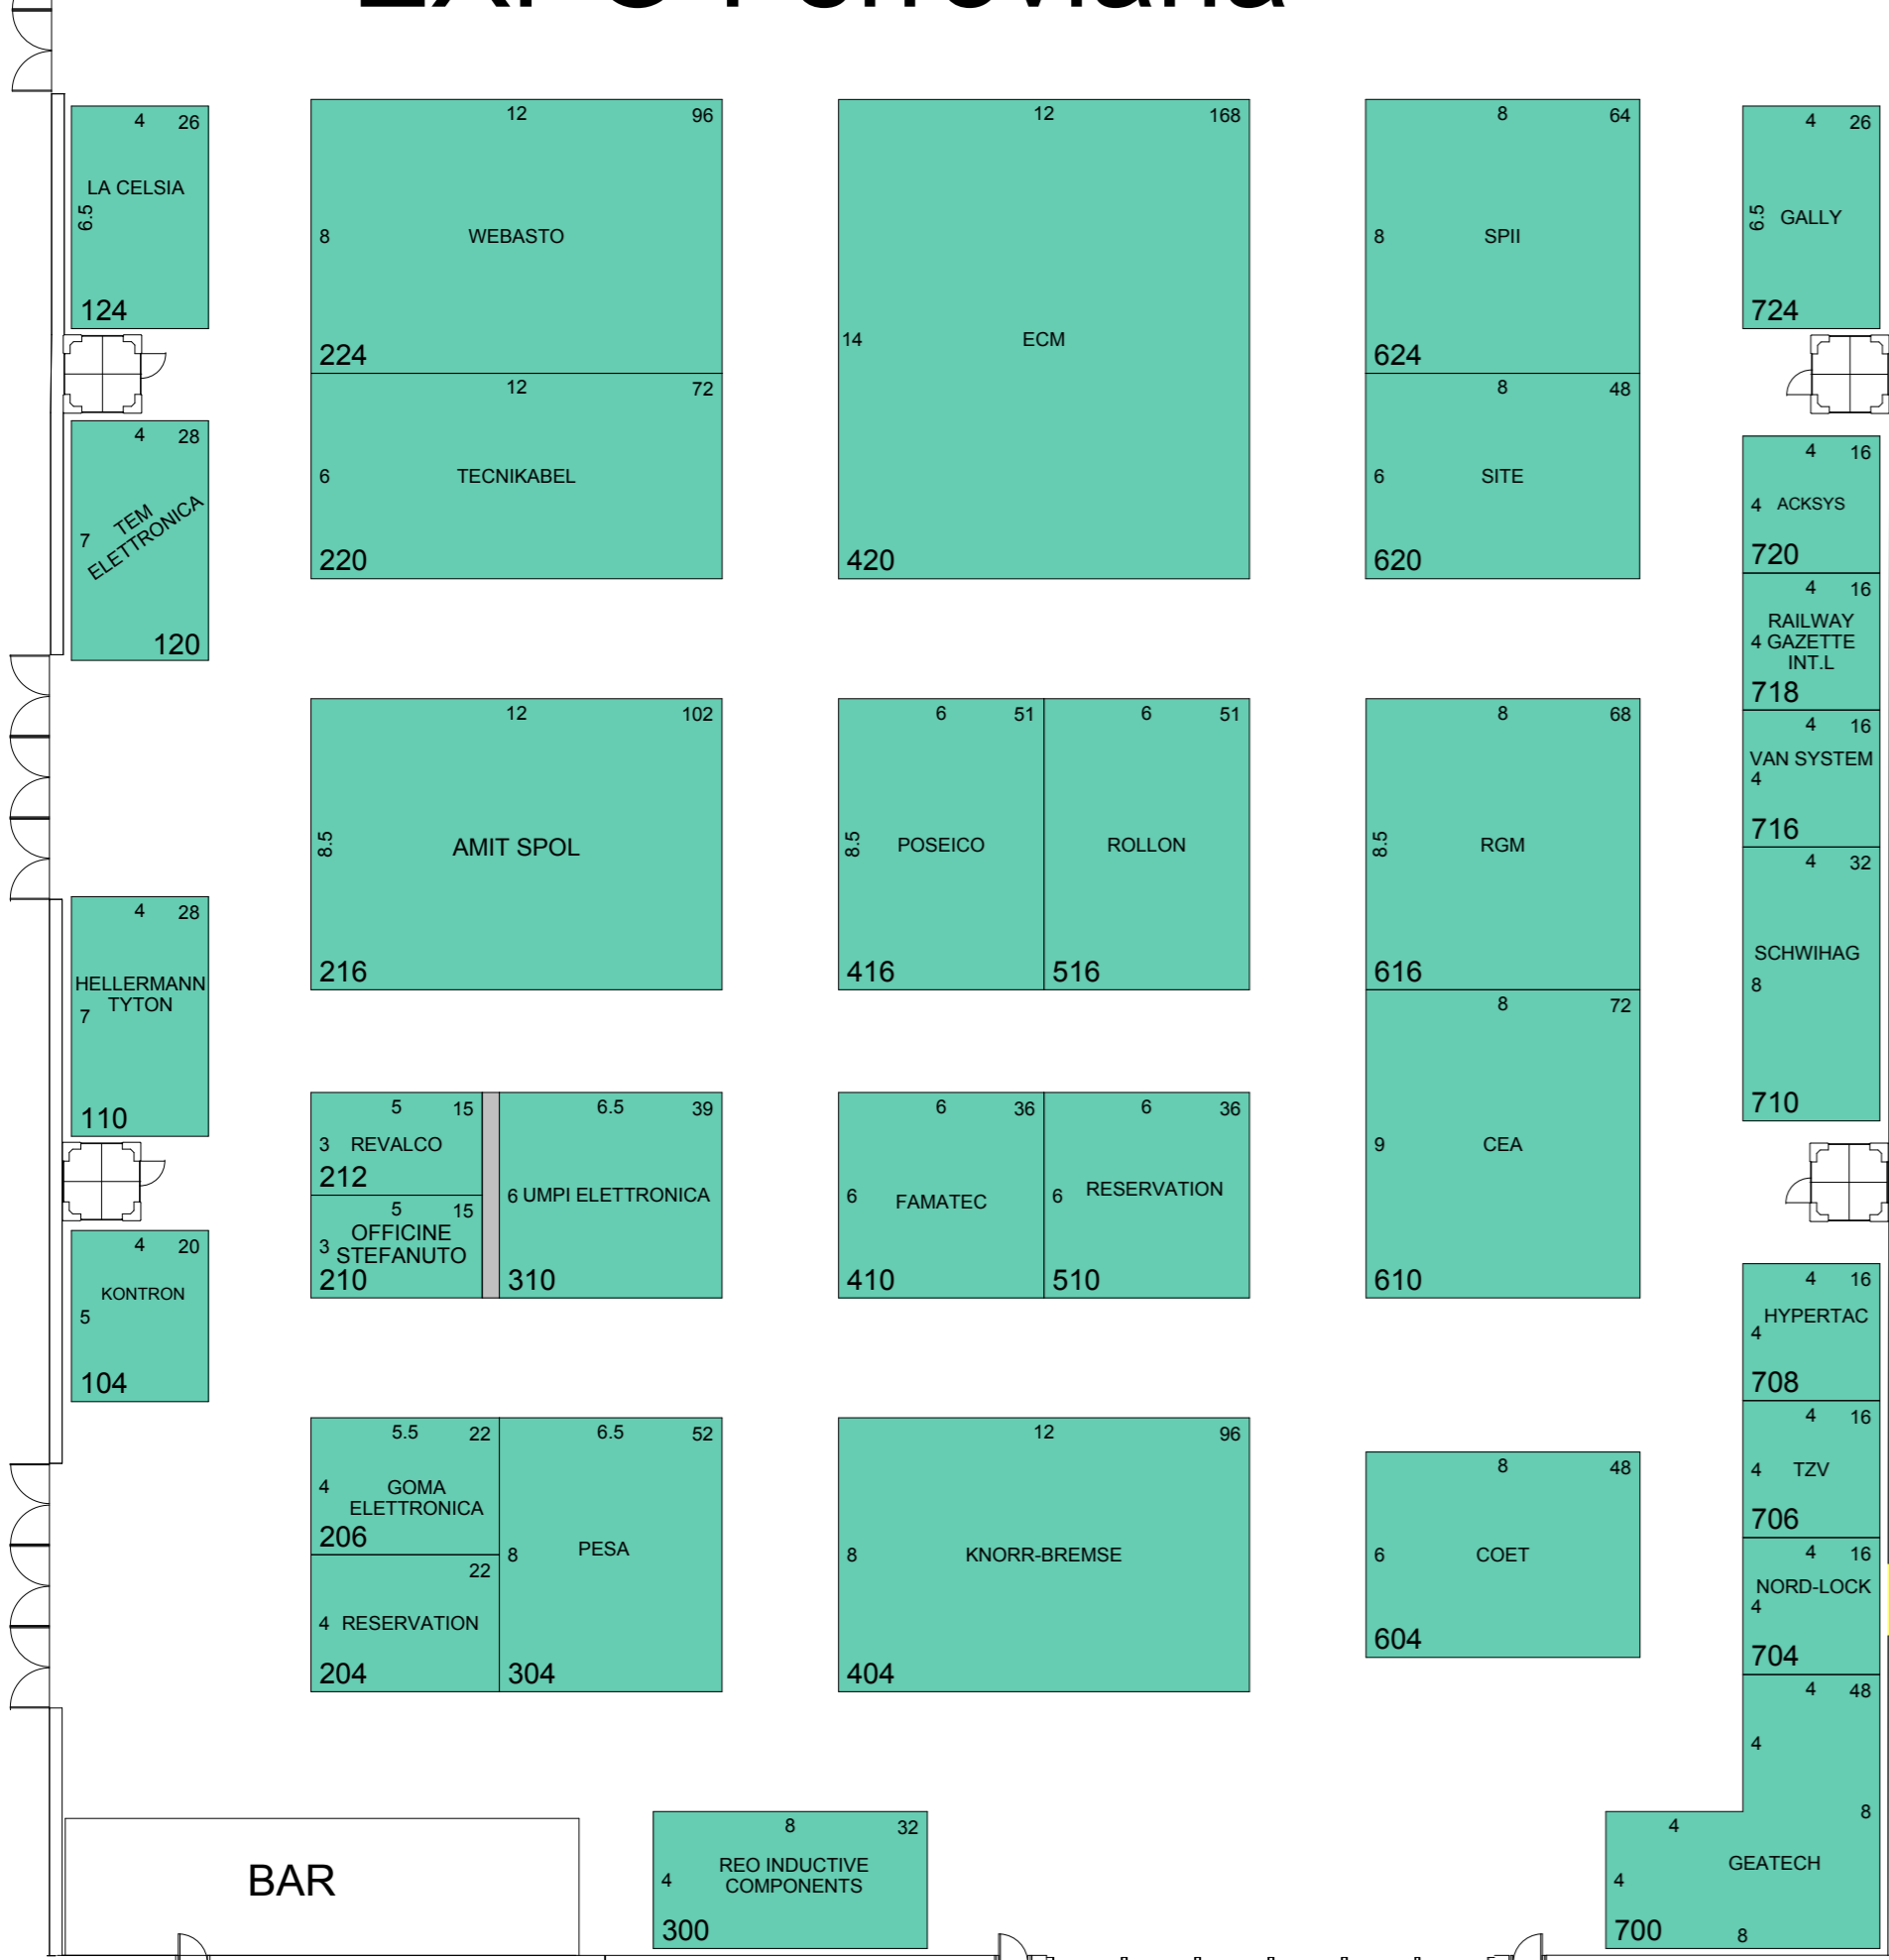 EXPO Ferroviaria
4 26
LA CELSIA
6.5
124
12 96
8 WEBASTO
224
12 168
14 ECM
420
8 64
8 SPII
624
4 26
6.5 GALLY
724
4 28
7 TEM
ELETTRONICA
120
12 72
6 TECNIKABEL
220
8 48
6 SITE
620
4 16
4 ACKSYS
720
4 16
RAILWAY
4 GAZETTE
INT.L
718
4 16
VAN SYSTEM
4
716
4 32
SCHWIHAG
8
710
12 102
8.5 AMIT SPOL
216
6 51
8.5 POSEICO
416
6 51
ROLLON
516
8 68
8.5 RGM
616
4 28
HELLERMANN
TYTON
7
110
5 15
3 REVALCO
212
5 15
OFFICINE
3 STEFANUTO
210
6.5 39
6 UMPI ELETTRONICA
310
6 36
6 FAMATEC
410
6 36
6 RESERVATION
510
8 72
9 CEA
610
4 20
KONTRON
5
104
4 16
HYPERTAC
4
708
4 16
4 TZV
706
4 16
NORD-LOCK
4
704
5.5 22
4 GOMA
ELETTRONICA
206
22
4 RESERVATION
204
6.5 52
8 PESA
304
12 96
8 KNORR-BREMSE
404
8 48
6 COET
604
4 48
4
8
4
GEATECH
4
700 8
BAR
8 32
REO INDUCTIVE
4 COMPONENTS
300